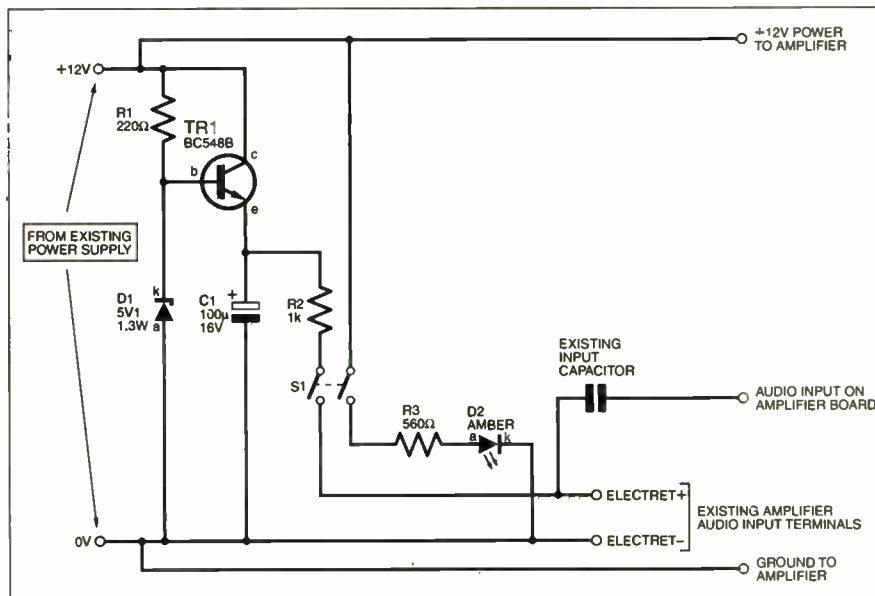 +12V POWER
TO AMPLIFIER
+12V
R1
220Ω
TR1
BC548B
c
b
e
FROM EXISTING
POWER SUPPLY
k
D1
5V1
1.3W
a
+
C1
100µ
16V
R2
1k
S1
EXISTING
INPUT
CAPACITOR
AUDIO INPUT ON
AMPLIFIER BOARD
R3
560Ω
D2
AMBER
a
k
ELECTRET+
EXISTING AMPLIFIER
AUDIO INPUT TERMINALS
ELECTRET−
0V
GROUND TO
AMPLIFIER